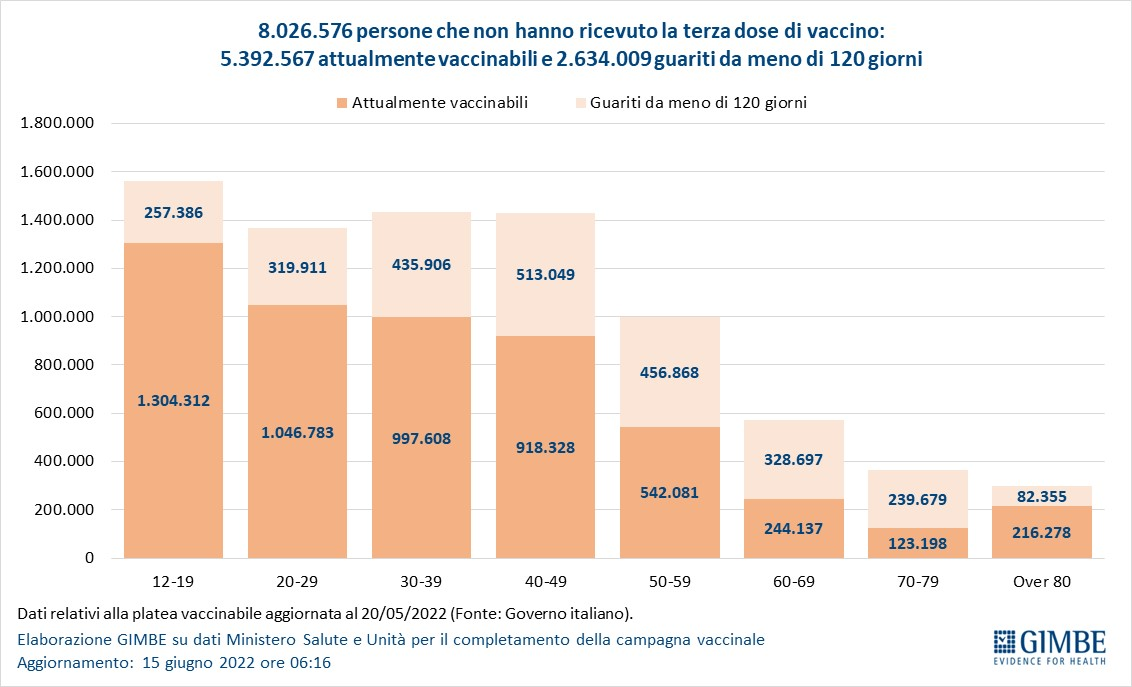 8.026.576 persone che non hanno ricevuto la terza dose di vaccino:
5.392.567 attualmente vaccinabili e 2.634.009 guariti da meno di 120 giorni
Attualmente vaccinabili Guariti da meno di 120 giorni
1.800.000
1.600.000
1.400.000
1.200.000
1.000.000
800.000
600.000
400.000
200.000
0
257.386
319.911
435.906
513.049
456.868
328.697
239.679
82.355
1.304.312
1.046.783
997.608
918.328
542.081
244.137
123.198
216.278
12-19 20-29 30-39 40-49 50-59 60-69 70-79 Over 80
Dati relativi alla platea vaccinabile aggiornata al 20/05/2022 (Fonte: Governo italiano).
Elaborazione GIMBE su dati Ministero Salute e Unità per il completamento della campagna vaccinale
Aggiornamento: 15 giugno 2022 ore 06:16
GIMBE
EVIDENCE FOR HEALTH